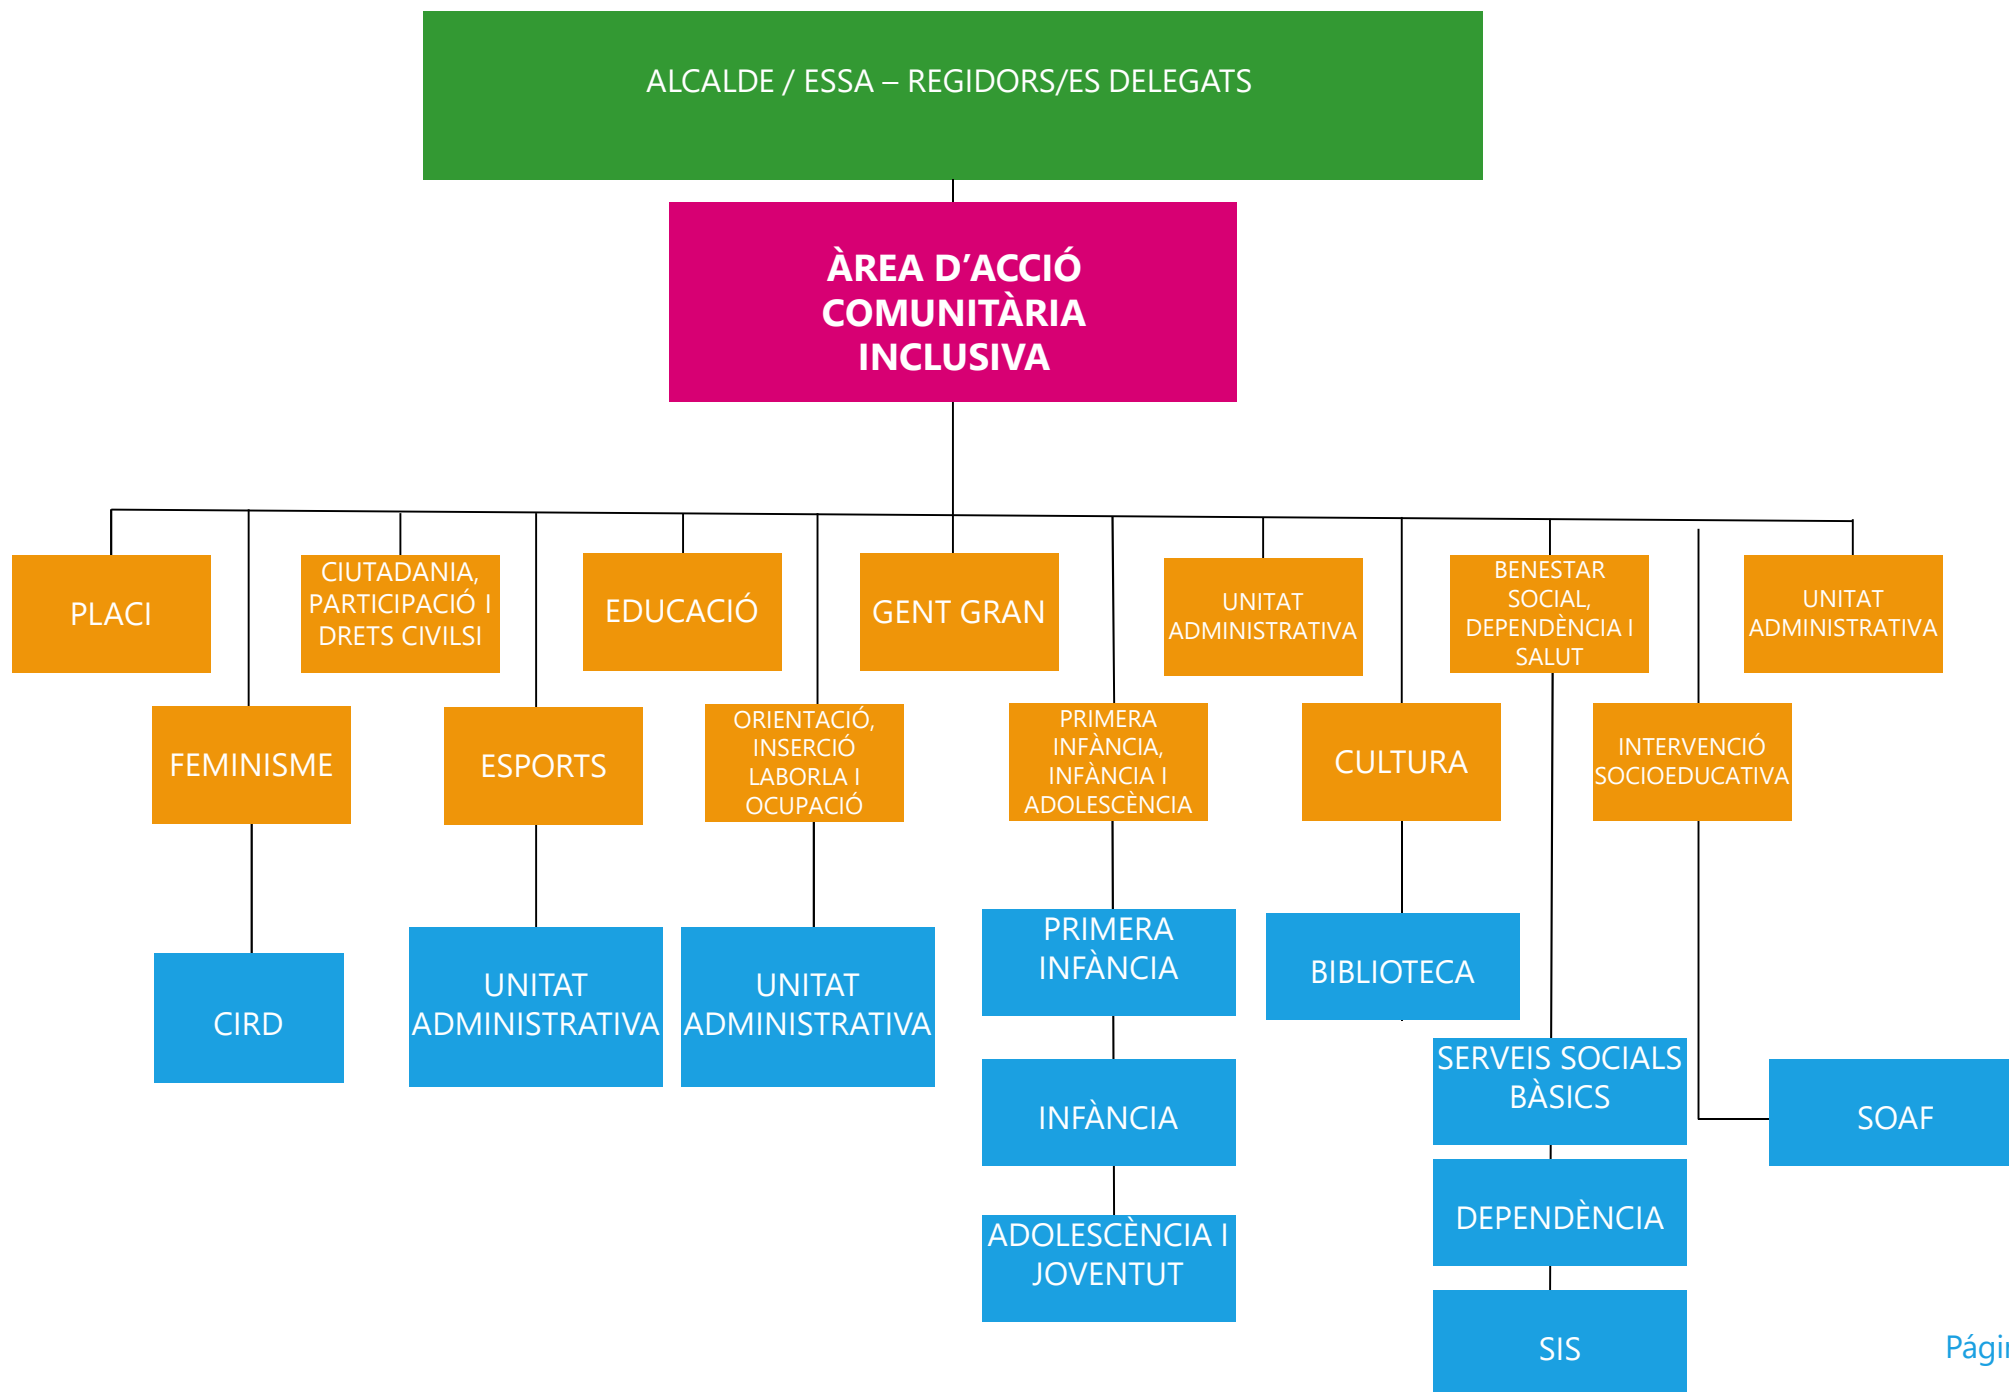 ALCALDE / ESSA – REGIDORS/ES DELEGATS
ÀREA D’ACCIÓ
COMUNITÀRIA
INCLUSIVA
PLACI
CIUTADANIA,
PARTICIPACIÓ I
DRETS CIVILSI
EDUCACIÓ
GENT GRAN
UNITAT
ADMINISTRATIVA
BENESTAR
SOCIAL,
DEPENDÈNCIA I
SALUT
UNITAT
ADMINISTRATIVA
FEMINISME
ESPORTS
ORIENTACIÓ,
INSERCIÓ
LABORLA I
OCUPACIÓ
PRIMERA
INFÀNCIA,
INFÀNCIA I
ADOLESCÈNCIA
CULTURA
INTERVENCIÓ
SOCIOEDUCATIVA
CIRD
UNITAT
ADMINISTRATIVA
UNITAT
ADMINISTRATIVA
PRIMERA
INFÀNCIA
BIBLIOTECA
SERVEIS SOCIALS
BÀSICS
INFÀNCIA
SOAF
DEPENDÈNCIA
ADOLESCÈNCIA I
JOVENTUT
SIS